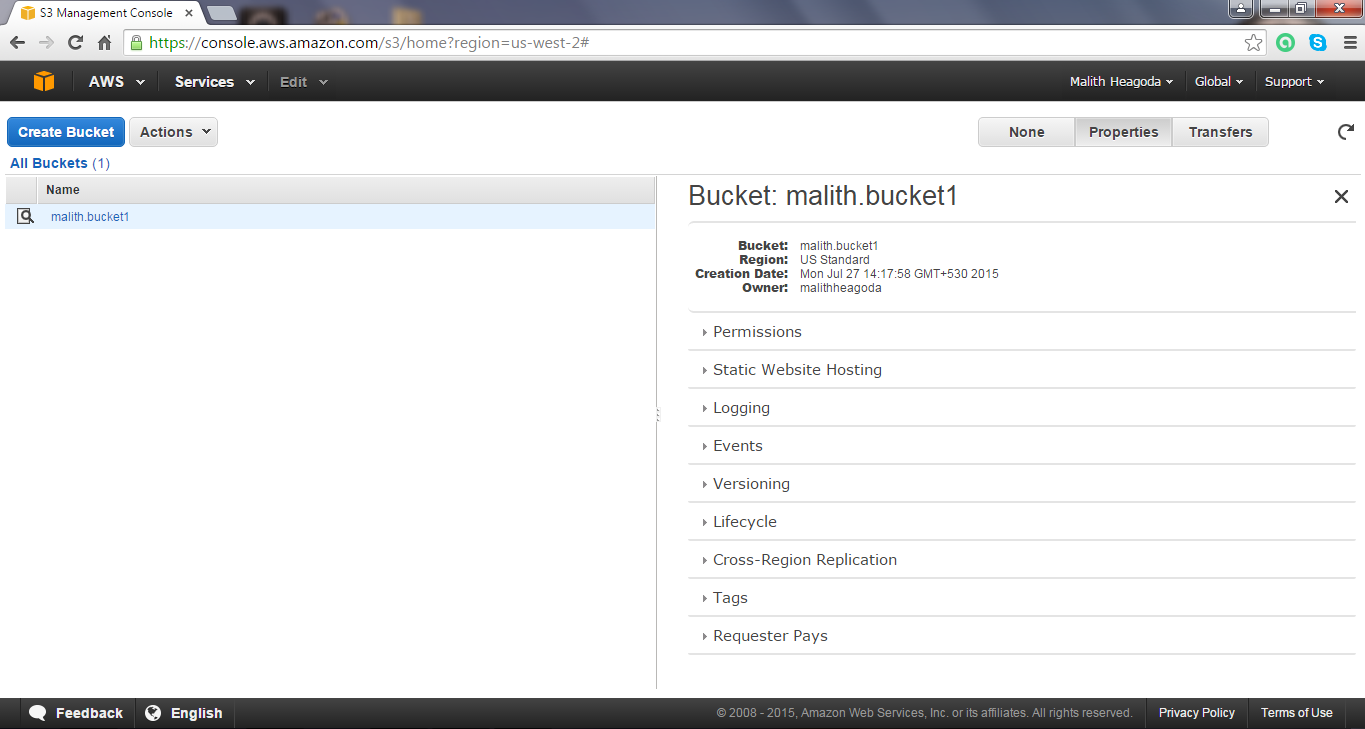 S3 Management Console
https://console.aws.amazon.com/s3/home?region=us-west-2#
AWS Services Edit Malith Heagoda Global Support
Create Bucket Actions None Properties Transfers
All Buckets (1)
Name
malith.bucket1
Bucket: malith.bucket1
Bucket: malith.bucket1
Region: US Standard
Creation Date: Mon Jul 27 14:17:58 GMT+530 2015
Owner: malithheagoda
Permissions
Static Website Hosting
Logging
Events
Versioning
Lifecycle
Cross-Region Replication
Tags
Requester Pays
Feedback English © 2008 - 2015, Amazon Web Services, Inc. or its affiliates. All rights reserved. Privacy Policy Terms of Use